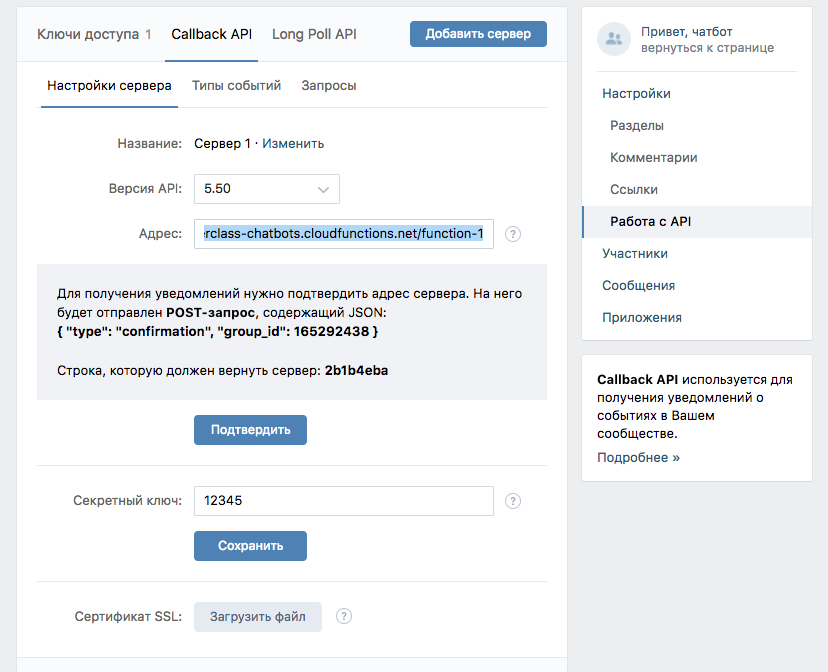 Ключи доступа 1 Callback API Long Poll API Добавить сервер
Настройки сервера Типы событий Запросы
Название: Сервер 1 · Изменить
Версия API: 5.50
Адрес: erclass-chatbots.cloudfunctions.net/function-1 ?
Для получения уведомлений нужно подтвердить адрес сервера. На него
будет отправлен POST-запрос, содержащий JSON:
{ "type": "confirmation", "group_id": 165292438 }
Строка, которую должен вернуть сервер: 2b1b4eba
Подтвердить
Секретный ключ: 12345 ?
Сохранить
Сертификат SSL: Загрузить файл ?
Привет, чатбот
вернуться к странице
Настройки
Разделы
Комментарии
Ссылки
Работа с API
Участники
Сообщения
Приложения
Callback API используется для
получения уведомлений о
событиях в Вашем
сообществе.
Подробнее »